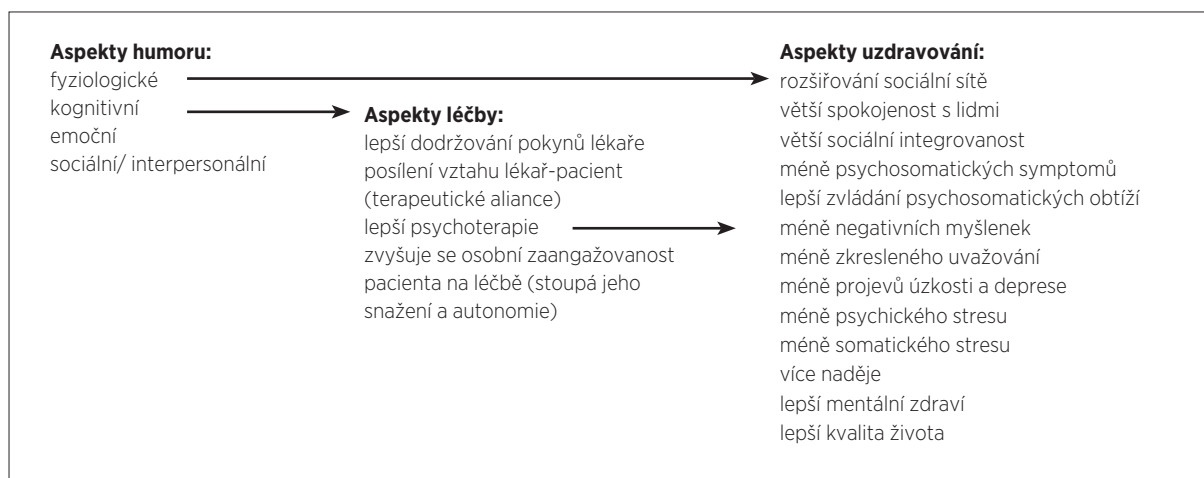 Aspekty humoru:
fyziologické
kognitivní
emoční
sociální/ interpersonální
Aspekty léčby:
lepší dodržování pokynů lékaře
posílení vztahu lékař-pacient
(terapeutické aliance)
lepší psychoterapie
zvyšuje se osobní zaangažovanost
pacienta na léčbě (stoupá jeho
snažení a autonomie)
Aspekty uzdravování:
rozšiřování sociální sítě
větší spokojenost s lidmi
větší sociální integrovanost
méně psychosomatických symptomů
lepší zvládání psychosomatických obtíží
méně negativních myšlenek
méně zkresleného uvažování
méně projevů úzkosti a deprese
méně psychického stresu
méně somatického stresu
více naděje
lepší mentální zdraví
lepší kvalita života